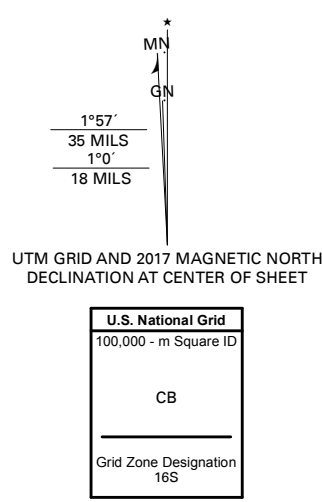 ★
MN
GN
1°57´
35 MILS
1°0´
18 MILS
UTM GRID AND 2017 MAGNETIC NORTH
DECLINATION AT CENTER OF SHEET
U.S. National Grid
100,000 - m Square ID
CB
Grid Zone Designation
16S